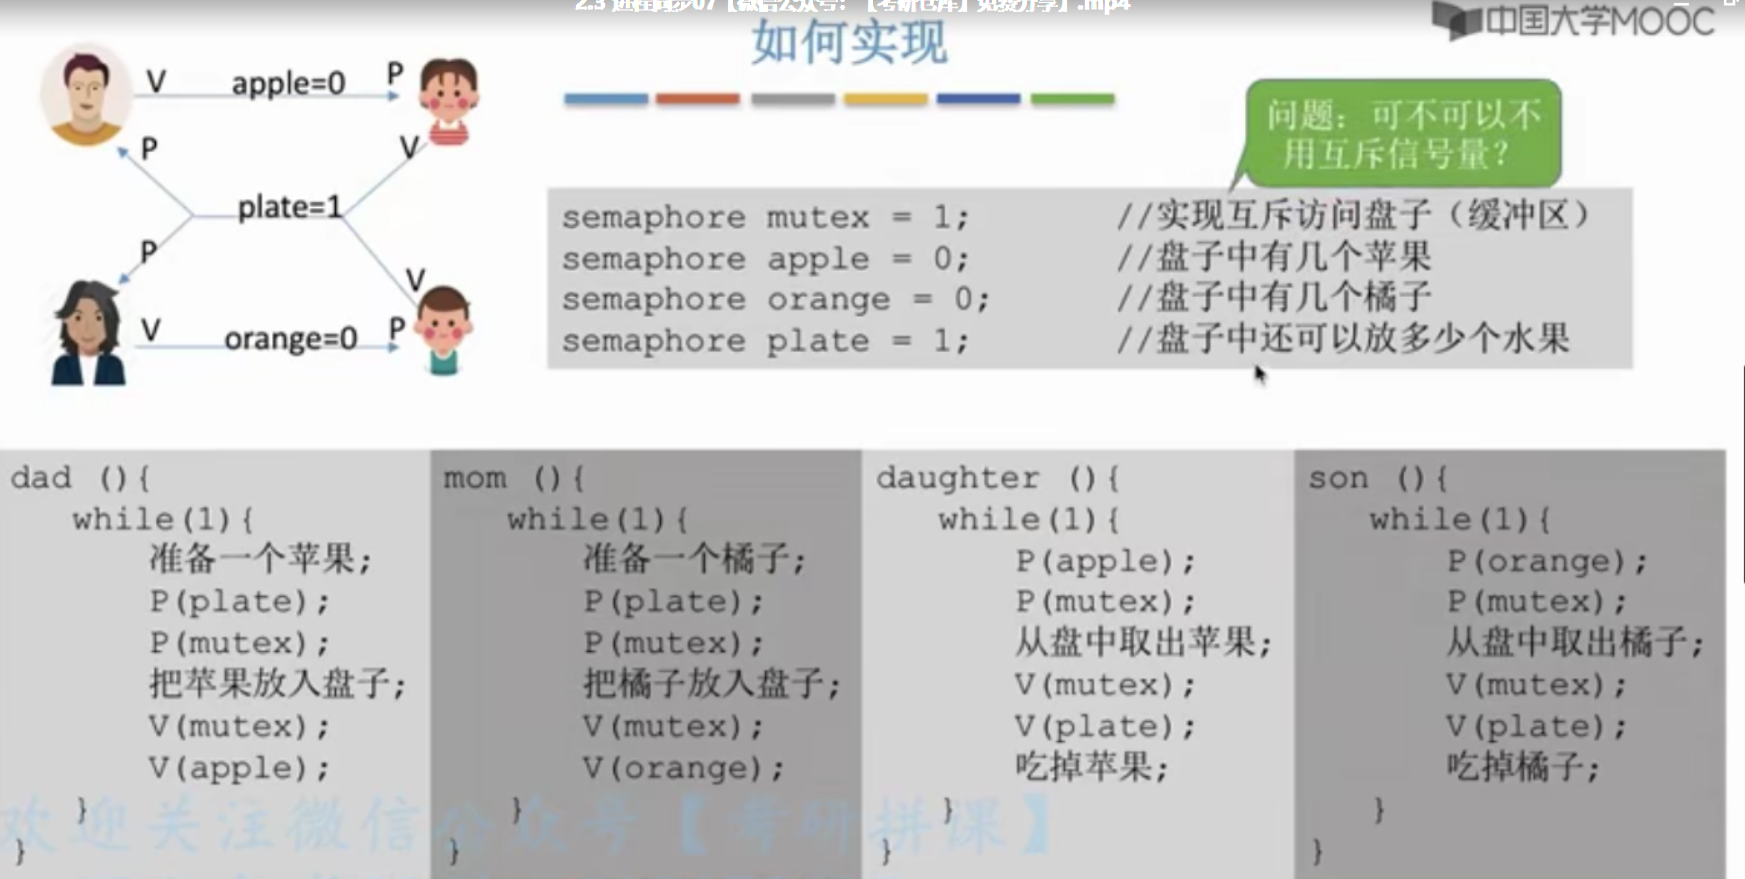 2.3 进程同步07【微信公众号：【考研仓库】免费分享】.mp4
中国大学MOOC
如何实现
V apple=0 P
P
V
plate=1
P
V
V orange=0 P
问题：可不可以不
用互斥信号量？
semaphore mutex = 1; //实现互斥访问盘子（缓冲区）
semaphore apple = 0; //盘子中有几个苹果
semaphore orange = 0; //盘子中有几个橘子
semaphore plate = 1; //盘子中还可以放多少个水果
dad (){
while(1){
准备一个苹果;
P(plate);
P(mutex);
把苹果放入盘子;
V(mutex);
V(apple);
}
}
mom (){
while(1){
准备一个橘子;
P(plate);
P(mutex);
把橘子放入盘子;
V(mutex);
V(orange);
}
}
daughter (){
while(1){
P(apple);
P(mutex);
从盘中取出苹果;
V(mutex);
V(plate);
吃掉苹果;
}
}
son (){
while(1){
P(orange);
P(mutex);
从盘中取出橘子;
V(mutex);
V(plate);
吃掉橘子;
}
}
欢迎关注微信公众号【考研拼课】